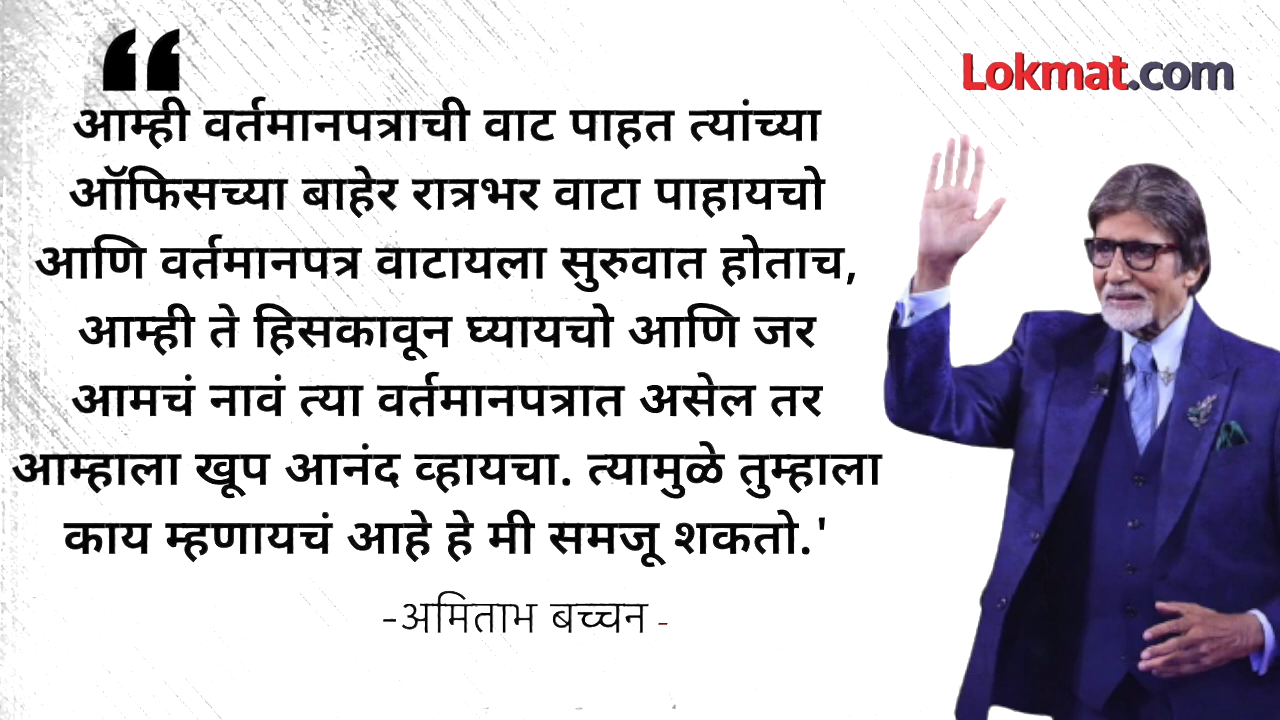 “
आम्ही वर्तमानपत्राची वाट पाहत त्यांच्या
ऑफिसच्या बाहेर रात्रभर वाटा पाहायचो
आणि वर्तमानपत्र वाटायला सुरुवात होताच,
आम्ही ते हिसकावून घ्यायचो आणि जर
आमचं नावं त्या वर्तमानपत्रात असेल तर
आम्हाला खूप आनंद व्हायचा. त्यामुळे तुम्हाला
काय म्हणायचं आहे हे मी समजू शकतो.'
-अमिताभ बच्चन -
Lokmat.com